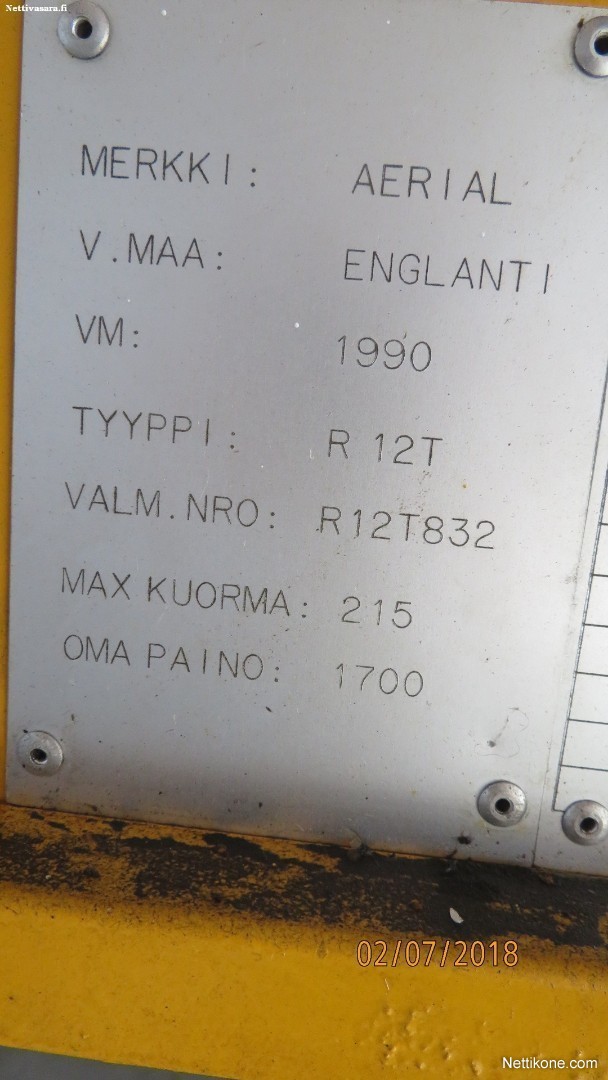 Nettivasara.fi
MERKKI: AERIAL
V.MAA: ENGLANTI
VM: 1990
TYYPPI: R 12T
VALM.NRO: R12T832
MAX KUORMA: 215
OMA PAINO: 1700
02/07/2018
Nettikone.com